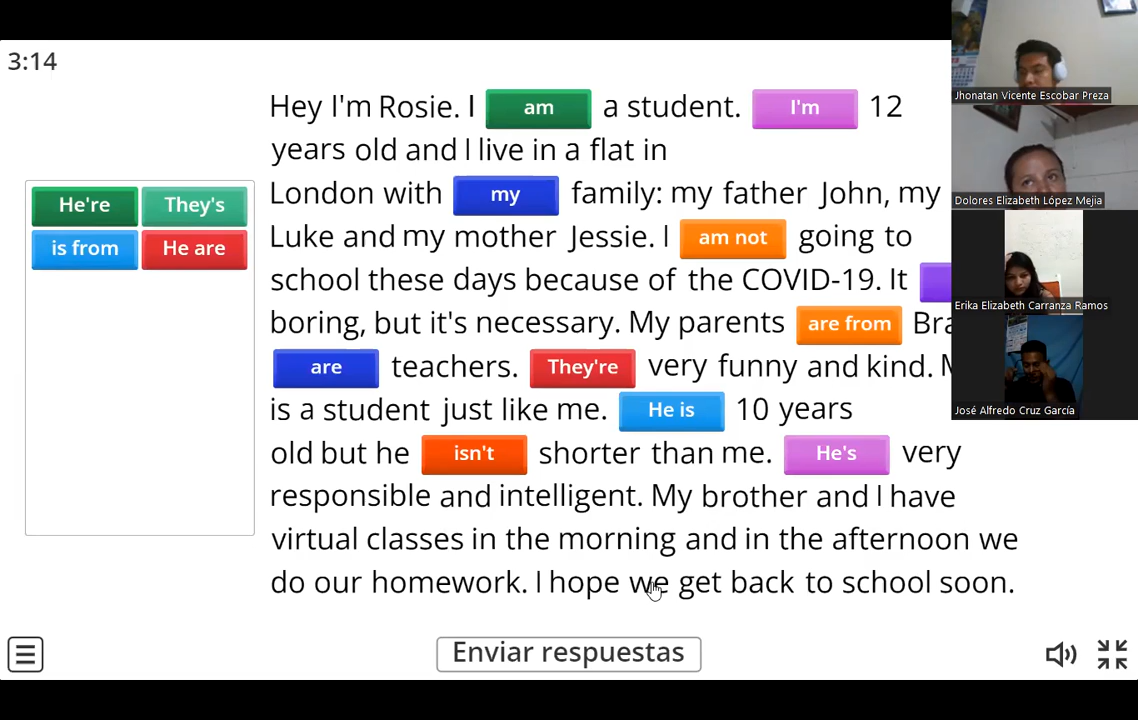 3:14
Hey I'm Rosie. I am a student. I'm 12
years old and I live in a flat in
London with my family: my father John, my
Luke and my mother Jessie. I am not going to
school these days because of the COVID-19. It
boring, but it's necessary. My parents are from
are teachers. They're very funny and kind.
is a student just like me. He is 10 years
old but he isn't shorter than me. He's very
responsible and intelligent. My brother and I have
virtual classes in the morning and in the afternoon we
do our homework. I hope we get back to school soon.
He're They's
is from He are
Enviar respuestas
Jhonatan Vicente Escobar Preza
Dolores Elizabeth López Mejia
Erika Elizabeth Carranza Ramos
José Alfredo Cruz García